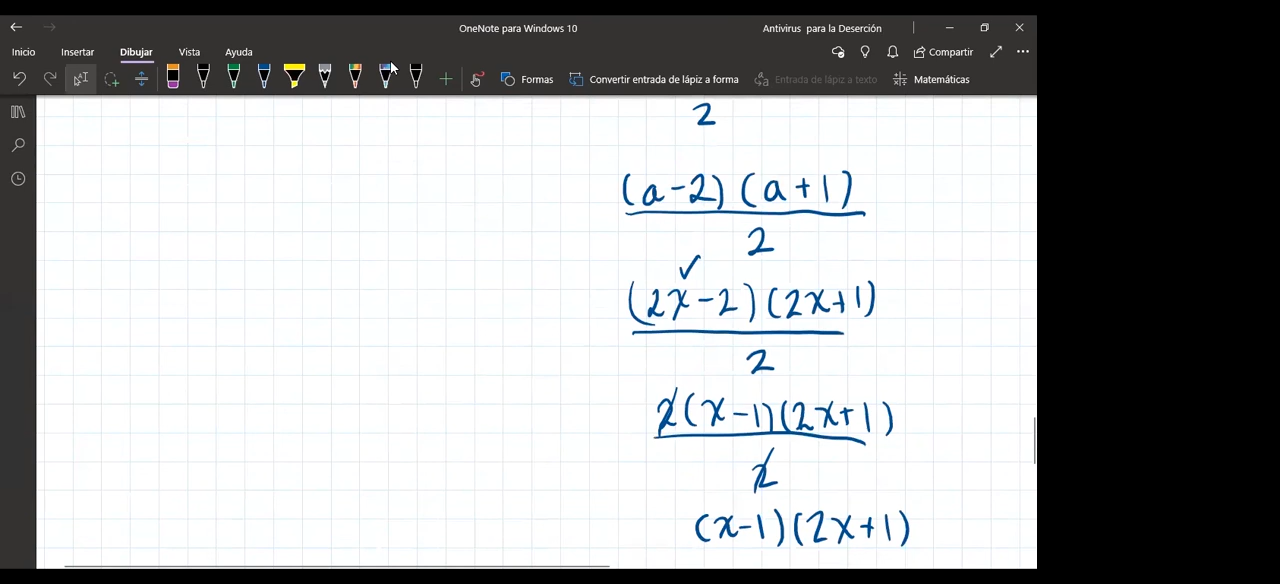 OneNote para Windows 10
Antivirus para la Deserción
Inicio Insertar Dibujar Vista Ayuda
Compartir
Formas Convertir entrada de lápiz a forma Entrada de lápiz a texto Matemáticas
2
(a-2)(a+1)
2
✓
(2x-2)(2x+1)
2
2(x-1)(2x+1)
2
(x-1)(2x+1)